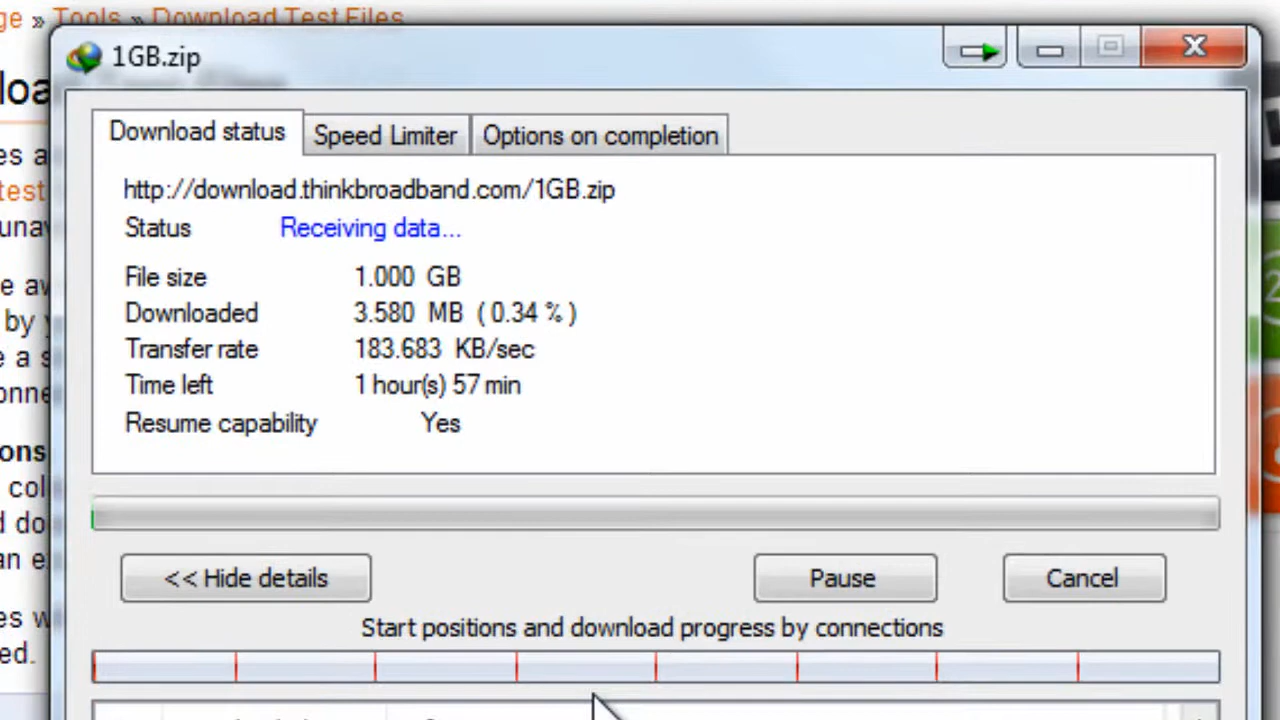 ge » Tools » Download Test Files
1GB.zip
Download status
Speed Limiter
Options on completion
http://download.thinkbroadband.com/1GB.zip
Status Receiving data...
File size 1.000 GB
Downloaded 3.580 MB ( 0.34 % )
Transfer rate 183.683 KB/sec
Time left 1 hour(s) 57 min
Resume capability Yes
<< Hide details
Pause
Cancel
Start positions and download progress by connections